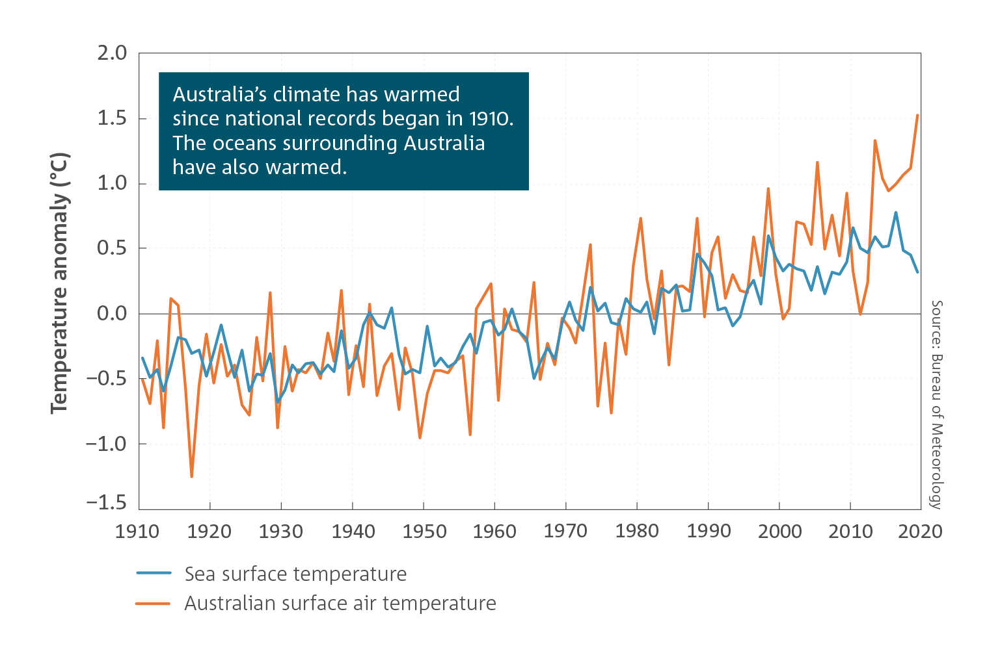 2.0
1.5
1.0
0.5
0.0
−0.5
−1.0
−1.5
Temperature anomaly (°C)
Australia’s climate has warmed
since national records began in 1910.
The oceans surrounding Australia
have also warmed.
Source: Bureau of Meteorology
1910 1920 1930 1940 1950 1960 1970 1980 1990 2000 2010 2020
Sea surface temperature
Australian surface air temperature